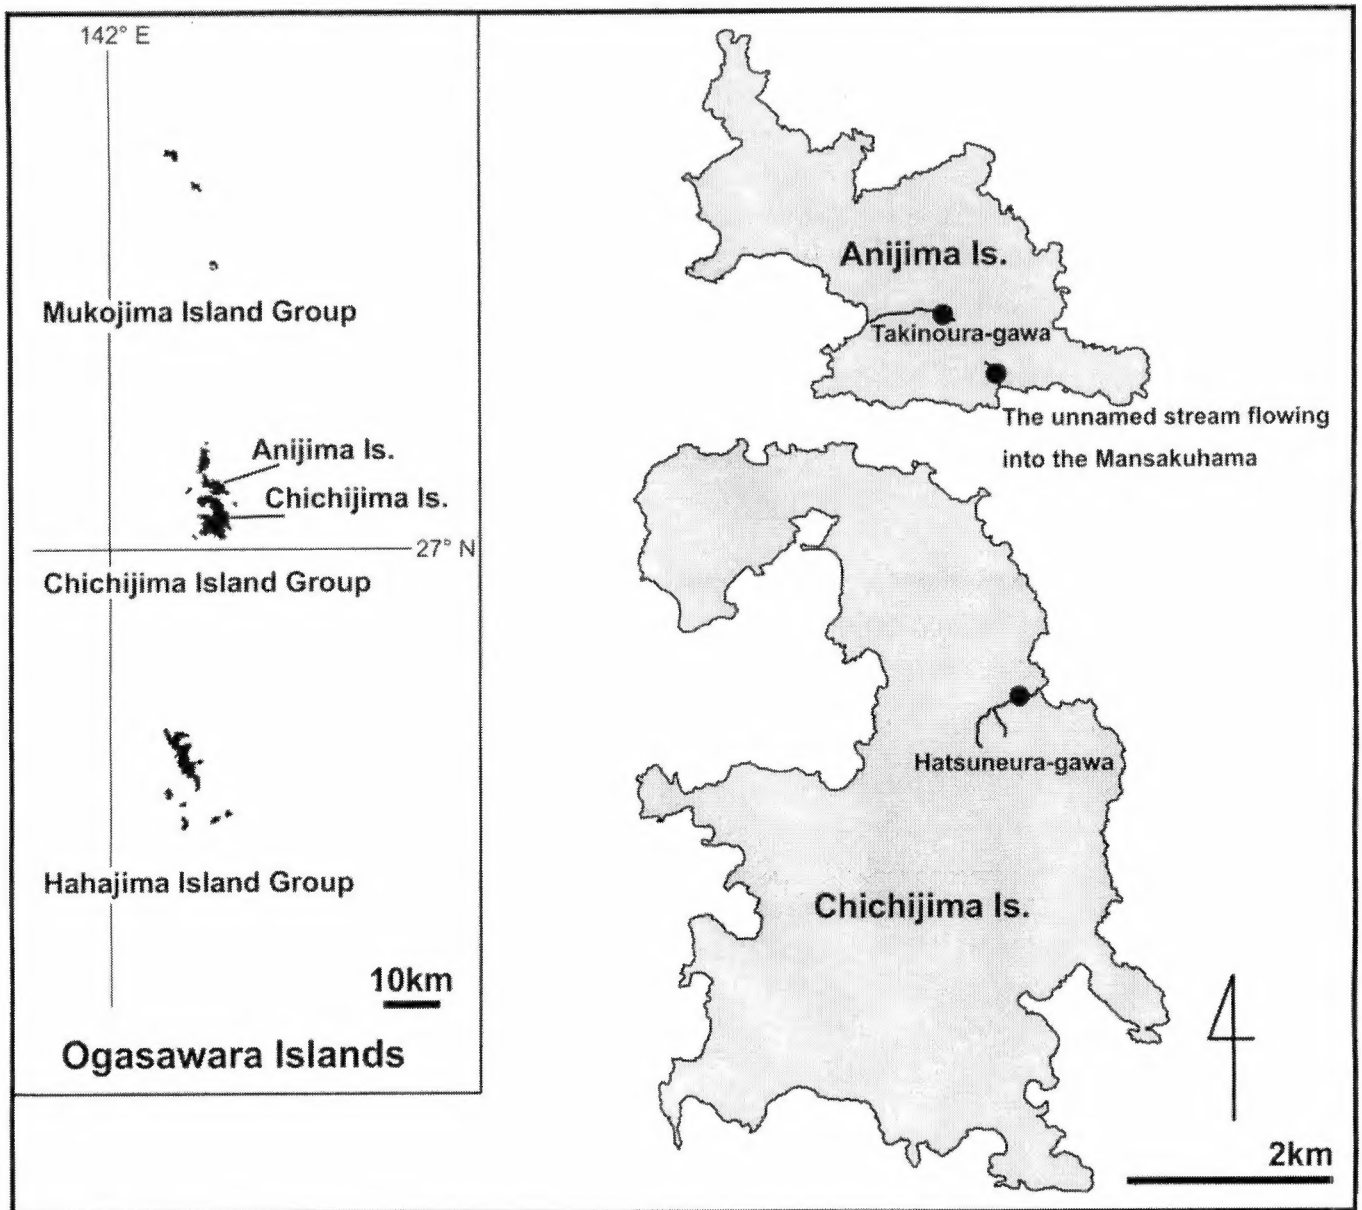 142° E
Mukojima Island Group
Anijima Is.
Chichijima Is.
27° N
Chichijima Island Group
Hahajima Island Group
10km
Ogasawara Islands
Anijima Is.
Takinoura-gawa
The unnamed stream flowing
into the Mansakuhama
Hatsuneura-gawa
Chichijima Is.
2km